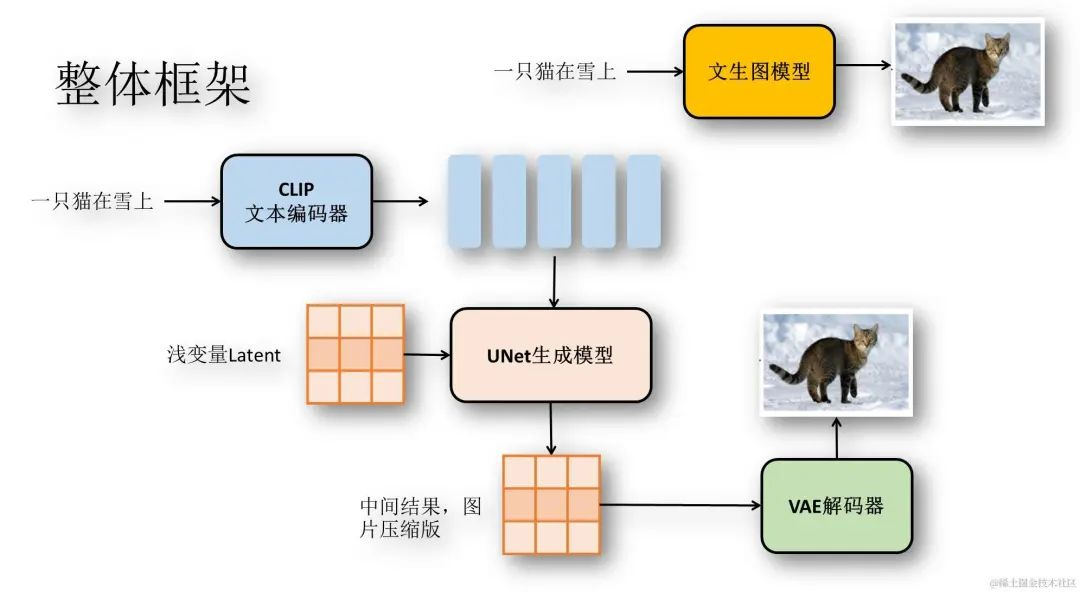 整体框架
一只猫在雪上
文生图模型
一只猫在雪上
CLIP
文本编码器
浅变量Latent
UNet生成模型
中间结果，图
片压缩版
VAE解码器
@稀土掘金技术社区